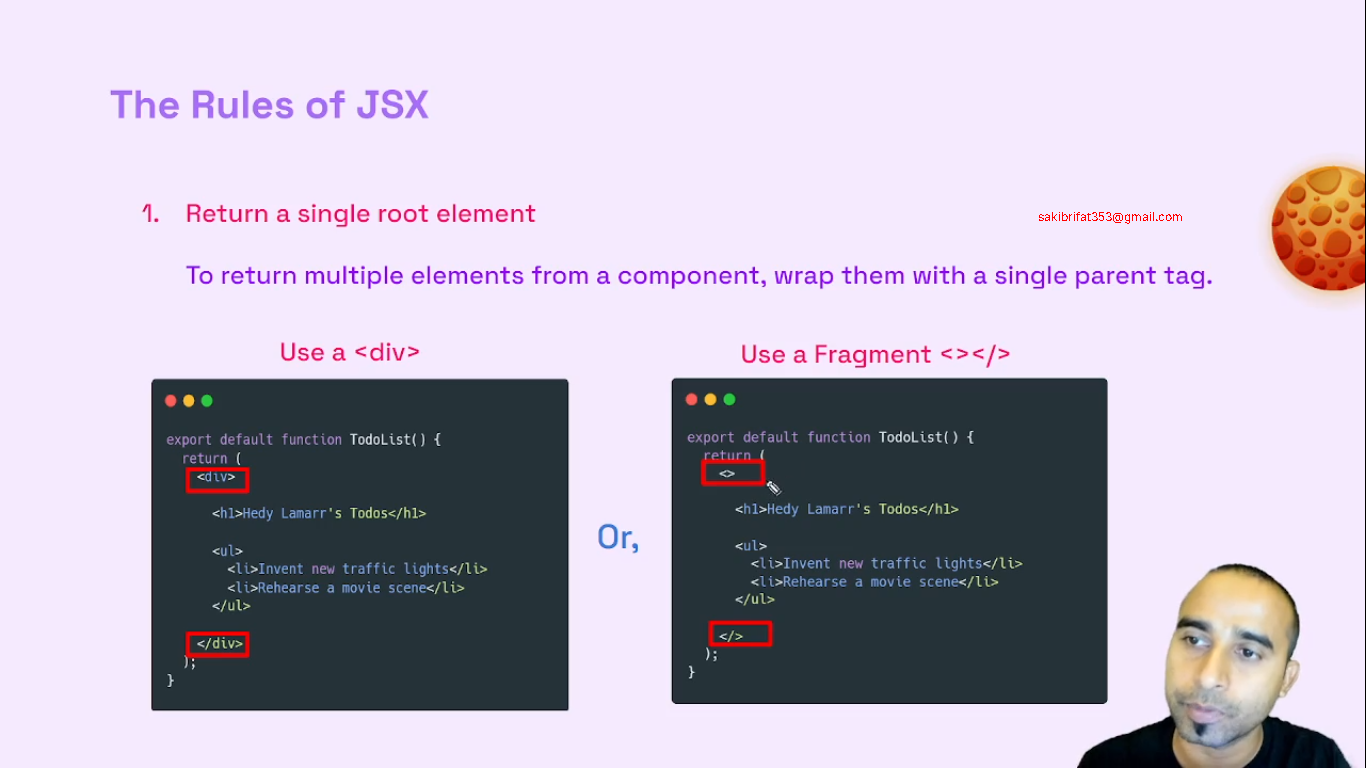 The Rules of JSX
1. Return a single root element
sakibrifat353@gmail.com
To return multiple elements from a component, wrap them with a single parent tag.
Use a <div>
export default function TodoList() {
return (
<div>
<h1>Hedy Lamarr's Todos</h1>
<ul>
<li>Invent new traffic lights</li>
<li>Rehearse a movie scene</li>
</ul>
</div>
);
}
Or,
Use a Fragment <></>
export default function TodoList() {
return (
<>
<h1>Hedy Lamarr's Todos</h1>
<ul>
<li>Invent new traffic lights</li>
<li>Rehearse a movie scene</li>
</ul>
</>
);
}